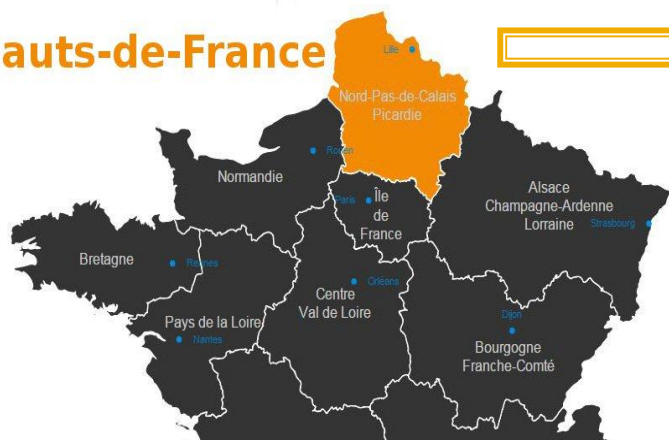 auts-de-France
Lille
Nord-Pas-de-Calais
Picardie
Rouen
Normandie
Paris
Île
de
France
Alsace
Champagne-Ardenne
Lorraine
Strasbourg
Bretagne
Rennes
Orléans
Centre
Val de Loire
Pays de la Loire
Nantes
Dijon
Bourgogne
Franche-Comté